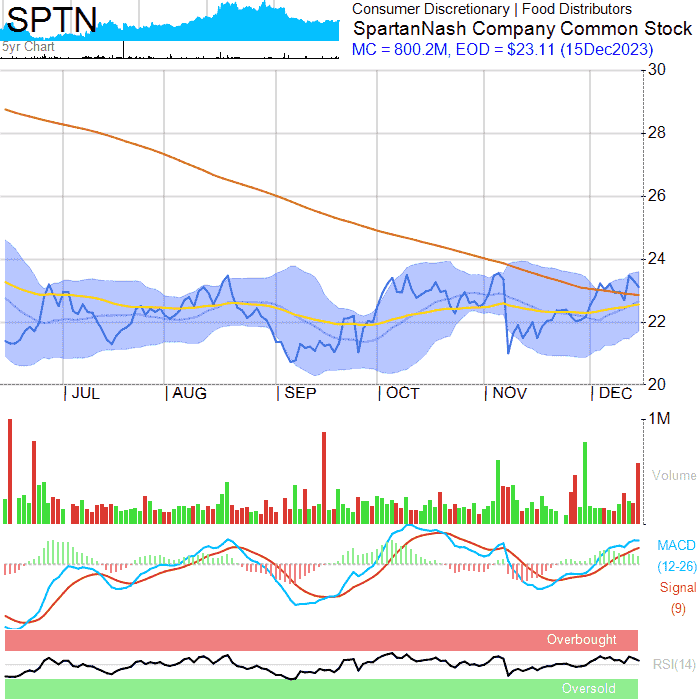 SPTN
5yr Chart
Consumer Discretionary | Food Distributors
SpartanNash Company Common Stock
MC = 800.2M, EOD = $23.11 (15Dec2023)
30
28
26
24
22
20
JUL AUG SEP OCT NOV DEC
1M
Volume
MACD
(12-26)
Signal
(9)
Overbought
RSI(14)
Oversold